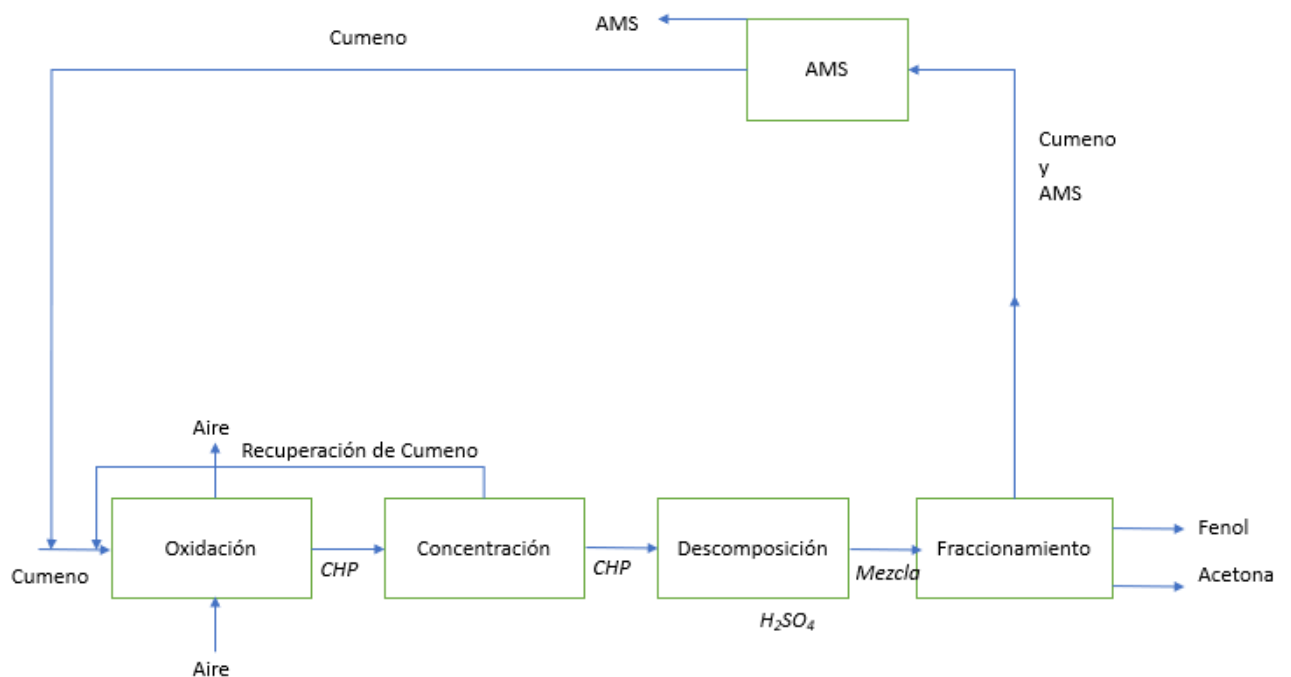 AMS
Cumeno
AMS
Cumeno
y
AMS
Aire
Recuperación de Cumeno
Oxidación
Concentración
Descomposición
Fraccionamiento
Fenol
Cumeno
CHP
CHP
Mezcla
Acetona
H₂SO₄
Aire